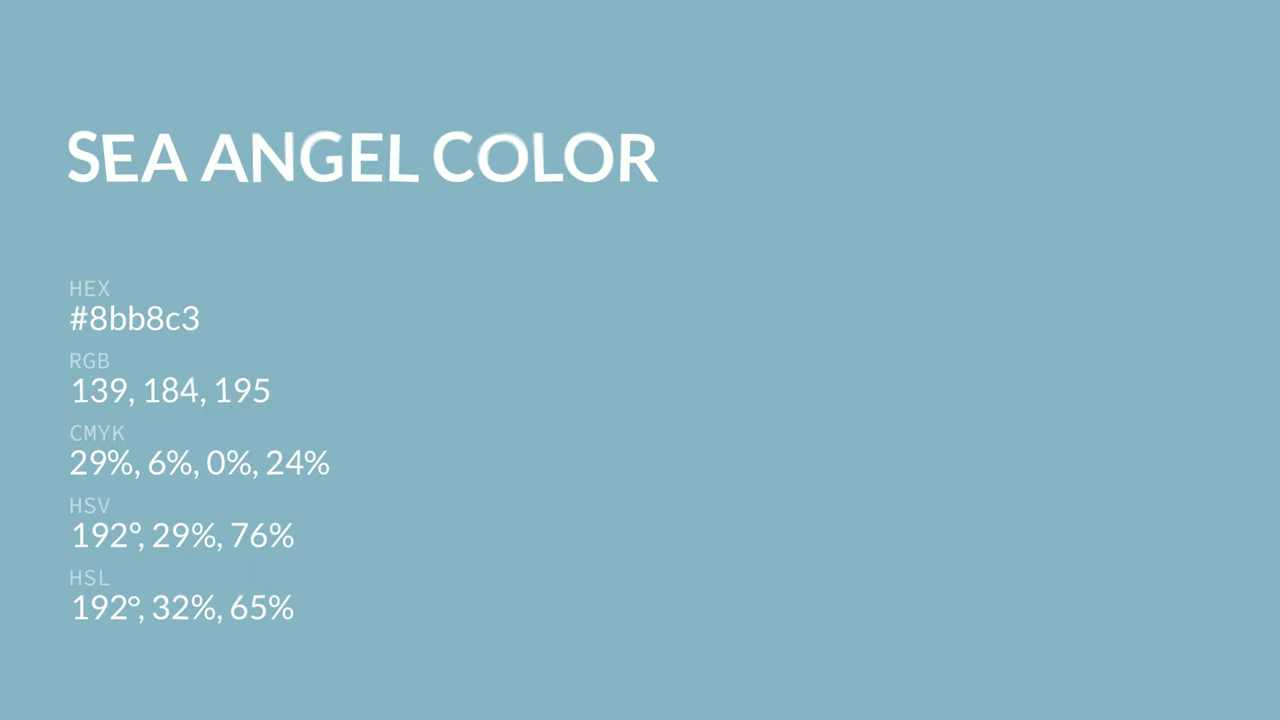 SEA ANGEL COLOR
HEX
#8bb8c3
RGB
139, 184, 195
CMYK
29%, 6%, 0%, 24%
HSV
192°, 29%, 76%
HSL
192°, 32%, 65%